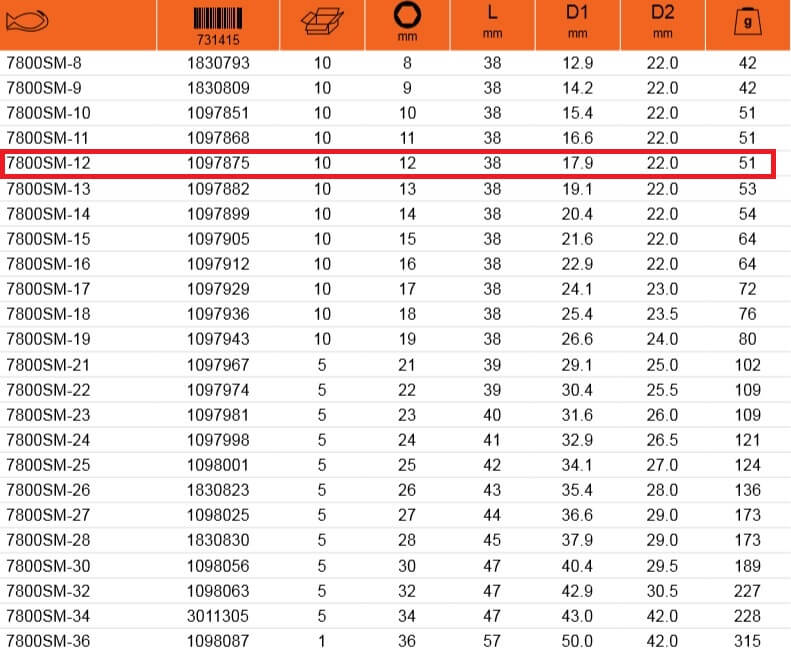 L D1 D2 g
731415 mm mm mm mm
7800SM-8 1830793 10 8 38 12.9 22.0 42
7800SM-9 1830809 10 9 38 14.2 22.0 42
7800SM-10 1097851 10 10 38 15.4 22.0 51
7800SM-11 1097868 10 11 38 16.6 22.0 51
7800SM-12 1097875 10 12 38 17.9 22.0 51
7800SM-13 1097882 10 13 38 19.1 22.0 53
7800SM-14 1097899 10 14 38 20.4 22.0 54
7800SM-15 1097905 10 15 38 21.6 22.0 64
7800SM-16 1097912 10 16 38 22.9 22.0 64
7800SM-17 1097929 10 17 38 24.1 23.0 72
7800SM-18 1097936 10 18 38 25.4 23.5 76
7800SM-19 1097943 10 19 38 26.6 24.0 80
7800SM-21 1097967 5 21 39 29.1 25.0 102
7800SM-22 1097974 5 22 39 30.4 25.5 109
7800SM-23 1097981 5 23 40 31.6 26.0 109
7800SM-24 1097998 5 24 41 32.9 26.5 121
7800SM-25 1098001 5 25 42 34.1 27.0 124
7800SM-26 1830823 5 26 43 35.4 28.0 136
7800SM-27 1098025 5 27 44 36.6 29.0 173
7800SM-28 1830830 5 28 45 37.9 29.0 173
7800SM-30 1098056 5 30 47 40.4 29.5 189
7800SM-32 1098063 5 32 47 42.9 30.5 227
7800SM-34 3011305 5 34 47 43.0 42.0 228
7800SM-36 1098087 1 36 57 50.0 42.0 315